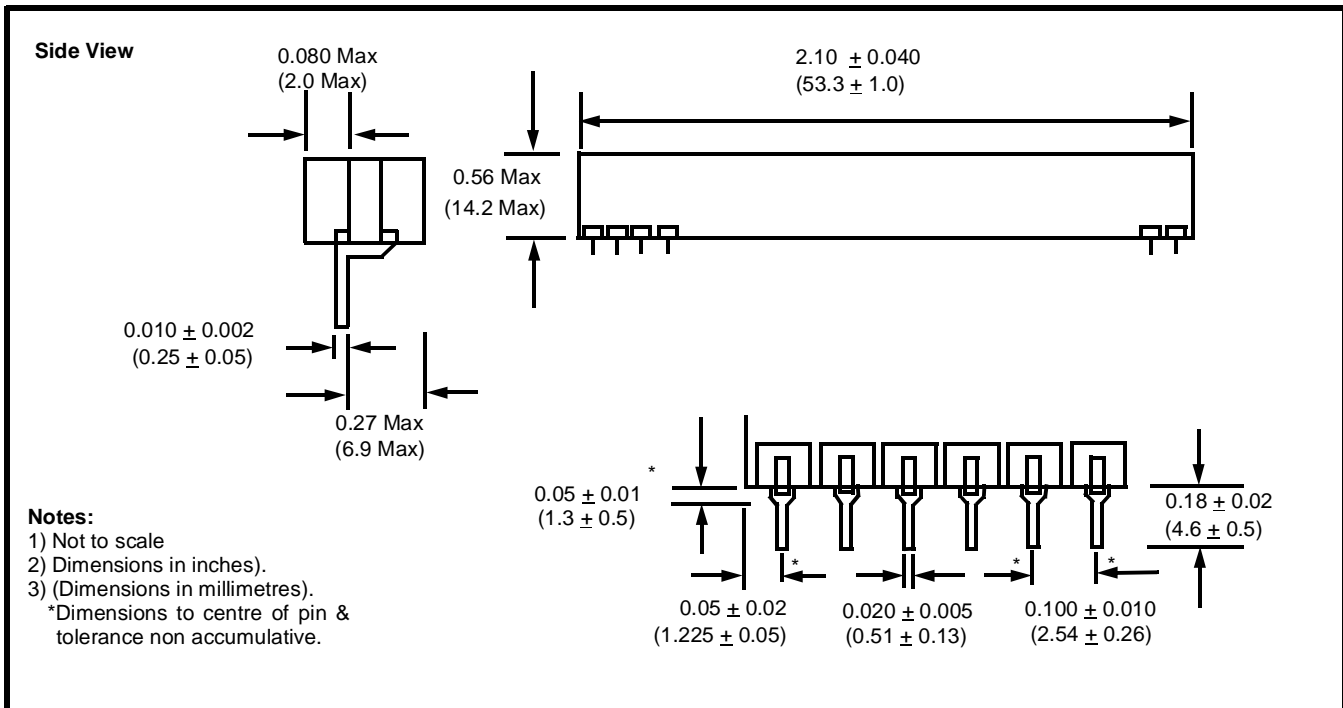 Side View
0.080 Max
(2.0 Max)
2.10 ± 0.040
(53.3 ± 1.0)
0.56 Max
(14.2 Max)
0.010 ± 0.002
(0.25 ± 0.05)
0.27 Max
(6.9 Max)
*
0.05 ± 0.01
(1.3 ± 0.5)
0.18 ± 0.02
(4.6 ± 0.5)
*
*
*
0.05 ± 0.02
(1.225 ± 0.05)
0.020 ± 0.005
(0.51 ± 0.13)
0.100 ± 0.010
(2.54 ± 0.26)
Notes:
1) Not to scale
2) Dimensions in inches).
3) (Dimensions in millimetres).
*Dimensions to centre of pin &
tolerance non accumulative.